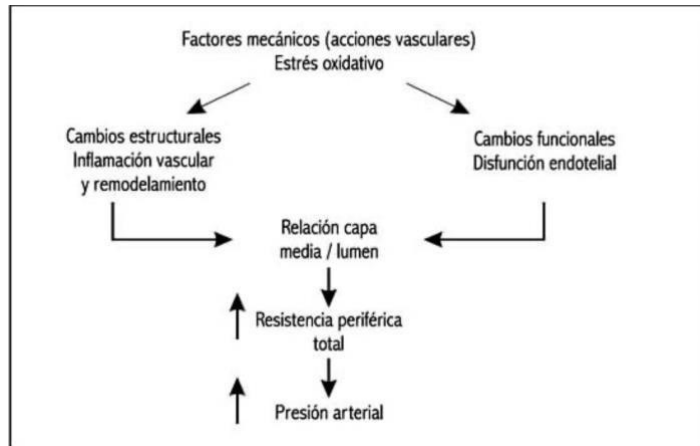 Factores mecánicos (acciones vasculares)
Estrés oxidativo
Cambios estructurales
Inflamación vascular
y remodelamiento
Cambios funcionales
Disfunción endotelial
Relación capa
media / lumen
Resistencia periférica
total
Presión arterial